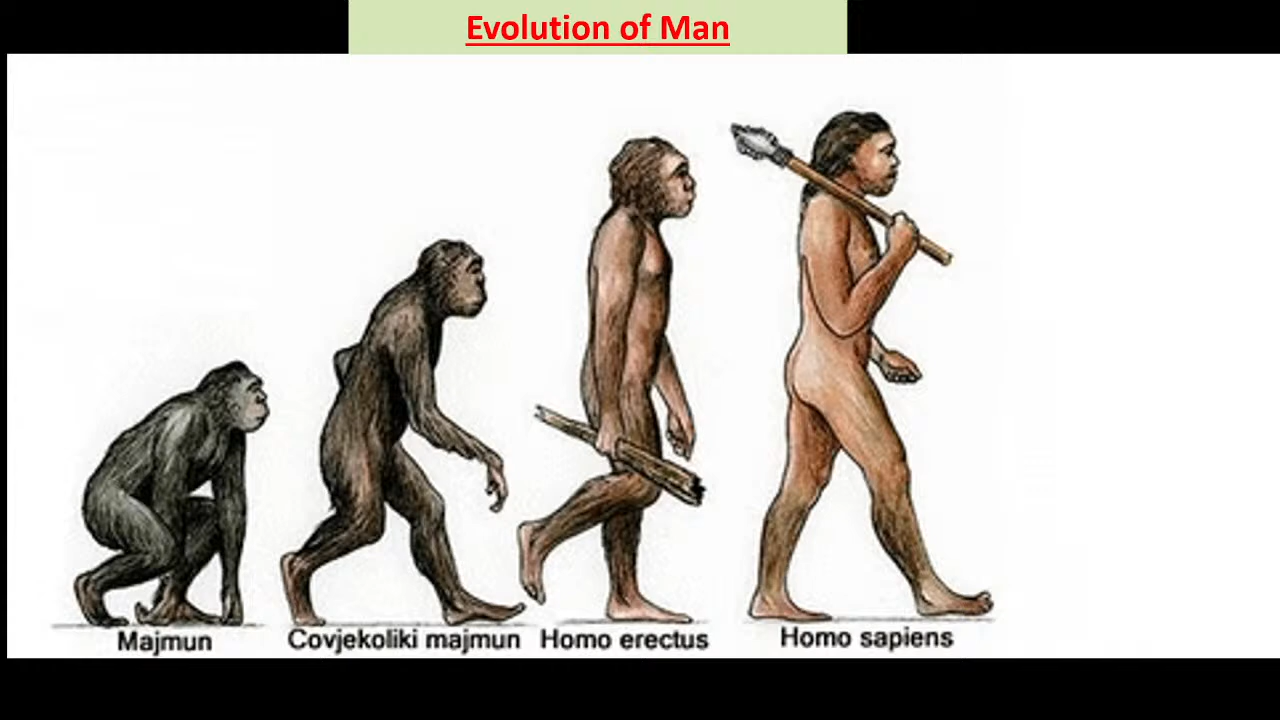 Evolution of Man
Majmun
Covjekoliki majmun
Homo erectus
Homo sapiens